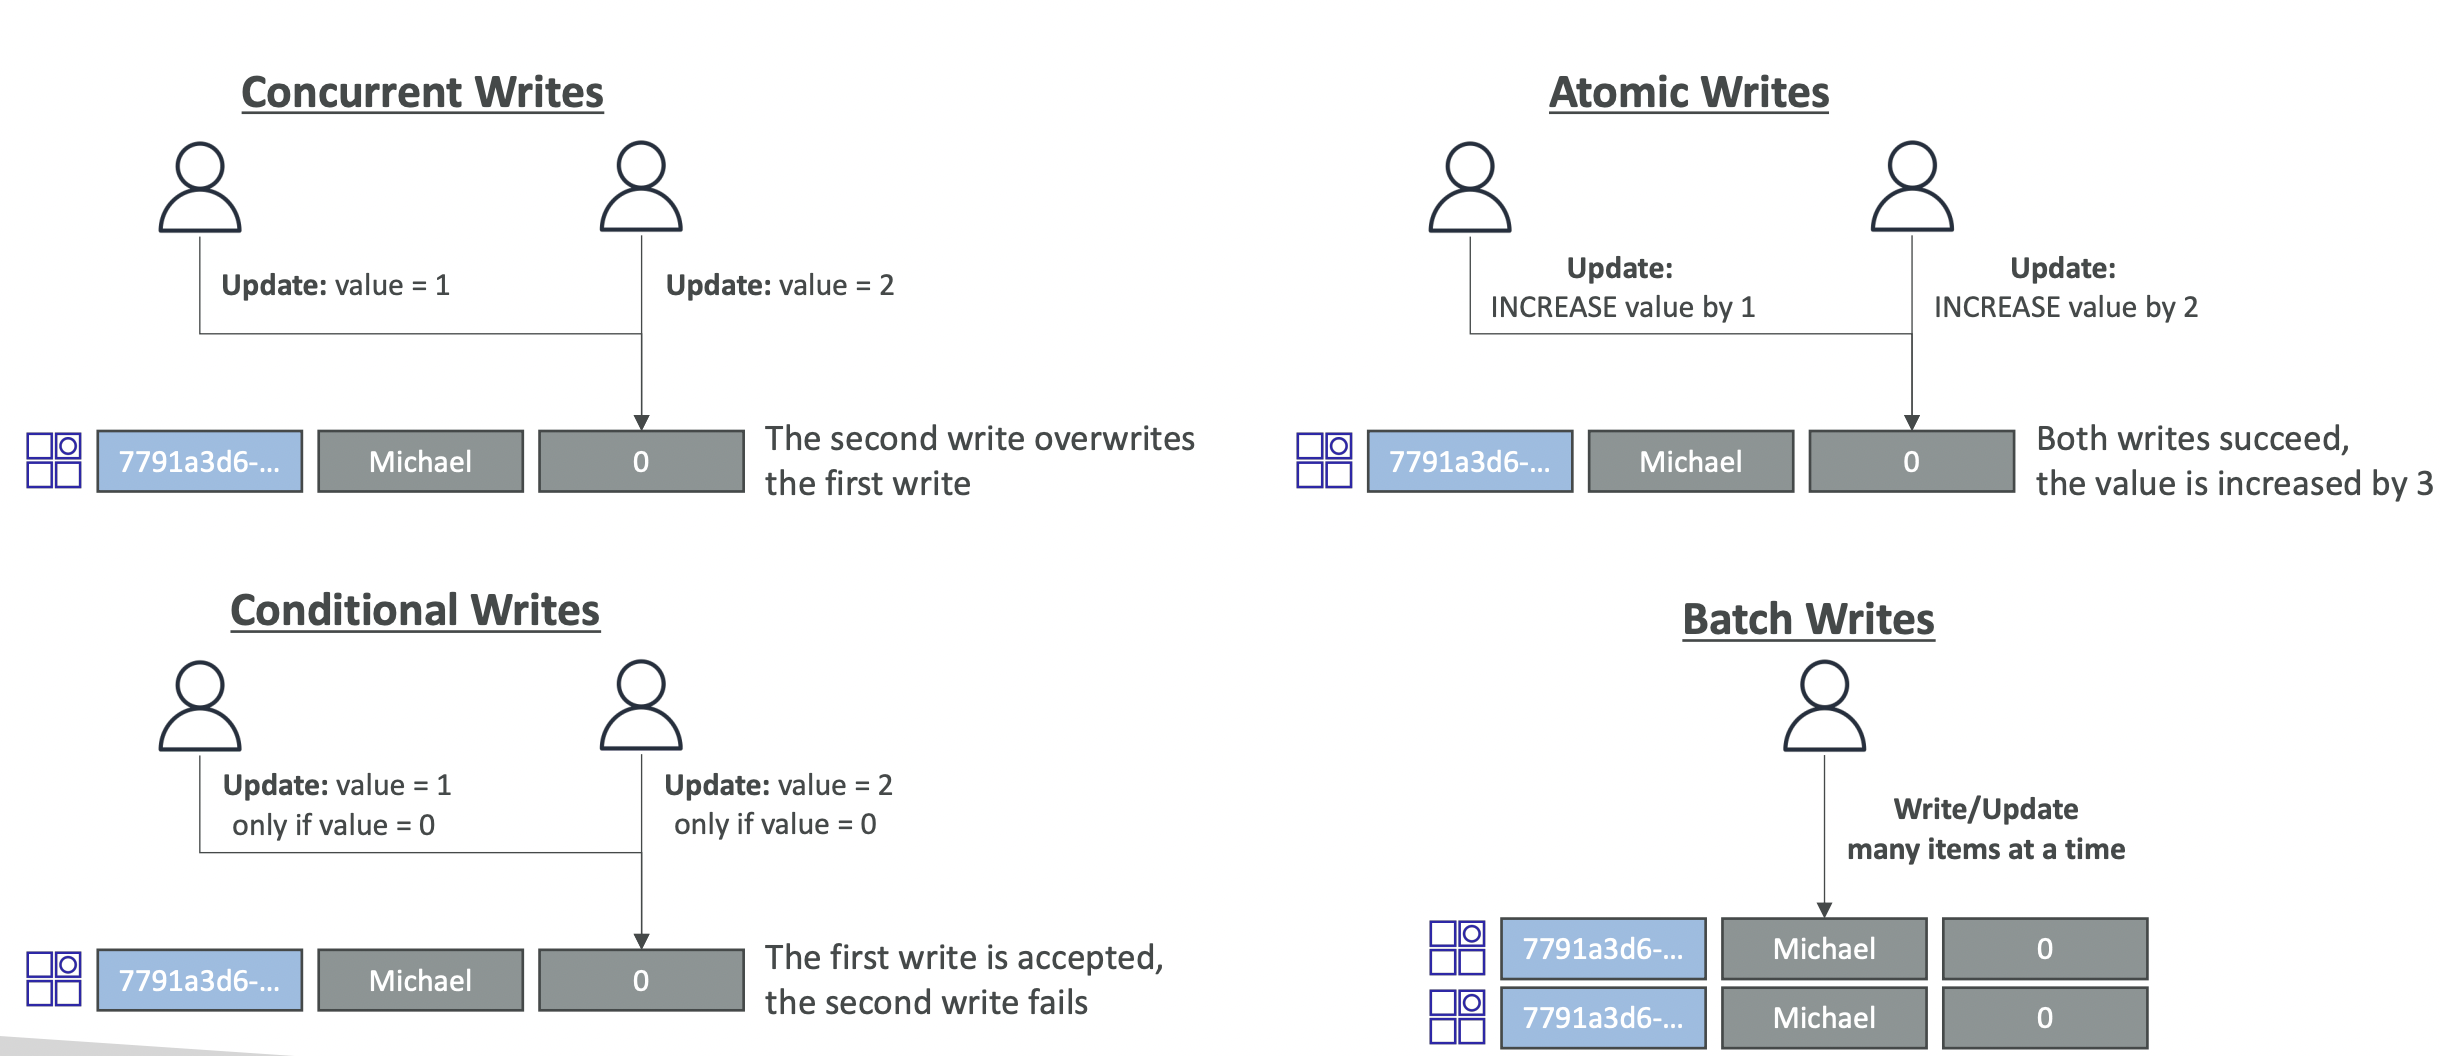 Concurrent Writes
Update: value = 1
Update: value = 2
7791a3d6-...
Michael
0
The second write overwrites
the first write
Atomic Writes
Update:
INCREASE value by 1
Update:
INCREASE value by 2
7791a3d6-...
Michael
0
Both writes succeed,
the value is increased by 3
Conditional Writes
Update: value = 1
only if value = 0
Update: value = 2
only if value = 0
7791a3d6-...
Michael
0
The first write is accepted,
the second write fails
Batch Writes
Write/Update
many items at a time
7791a3d6-...
Michael
0
7791a3d6-...
Michael
0